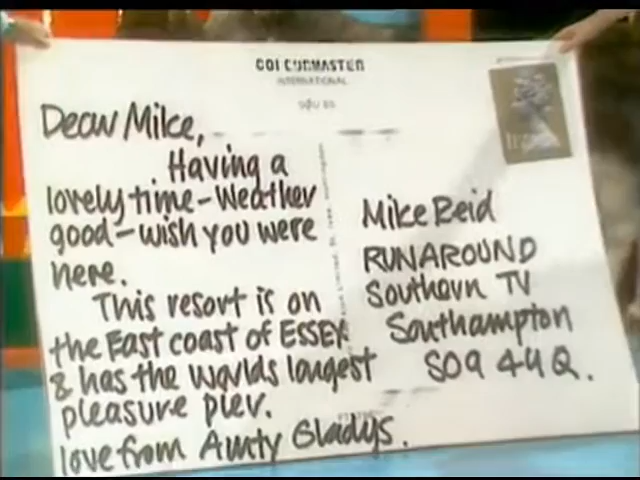 Dear Mike,
Having a
lovely time - Weather
good - wish you were
here.
This resort is on
the East coast of ESSEX
& has the worlds longest
pleasure pier.
love from Aunty Gladys.
INTERNATIONAL
Mike Reid
RUNAROUND
Southern TV
Southampton
SO9 4YQ.